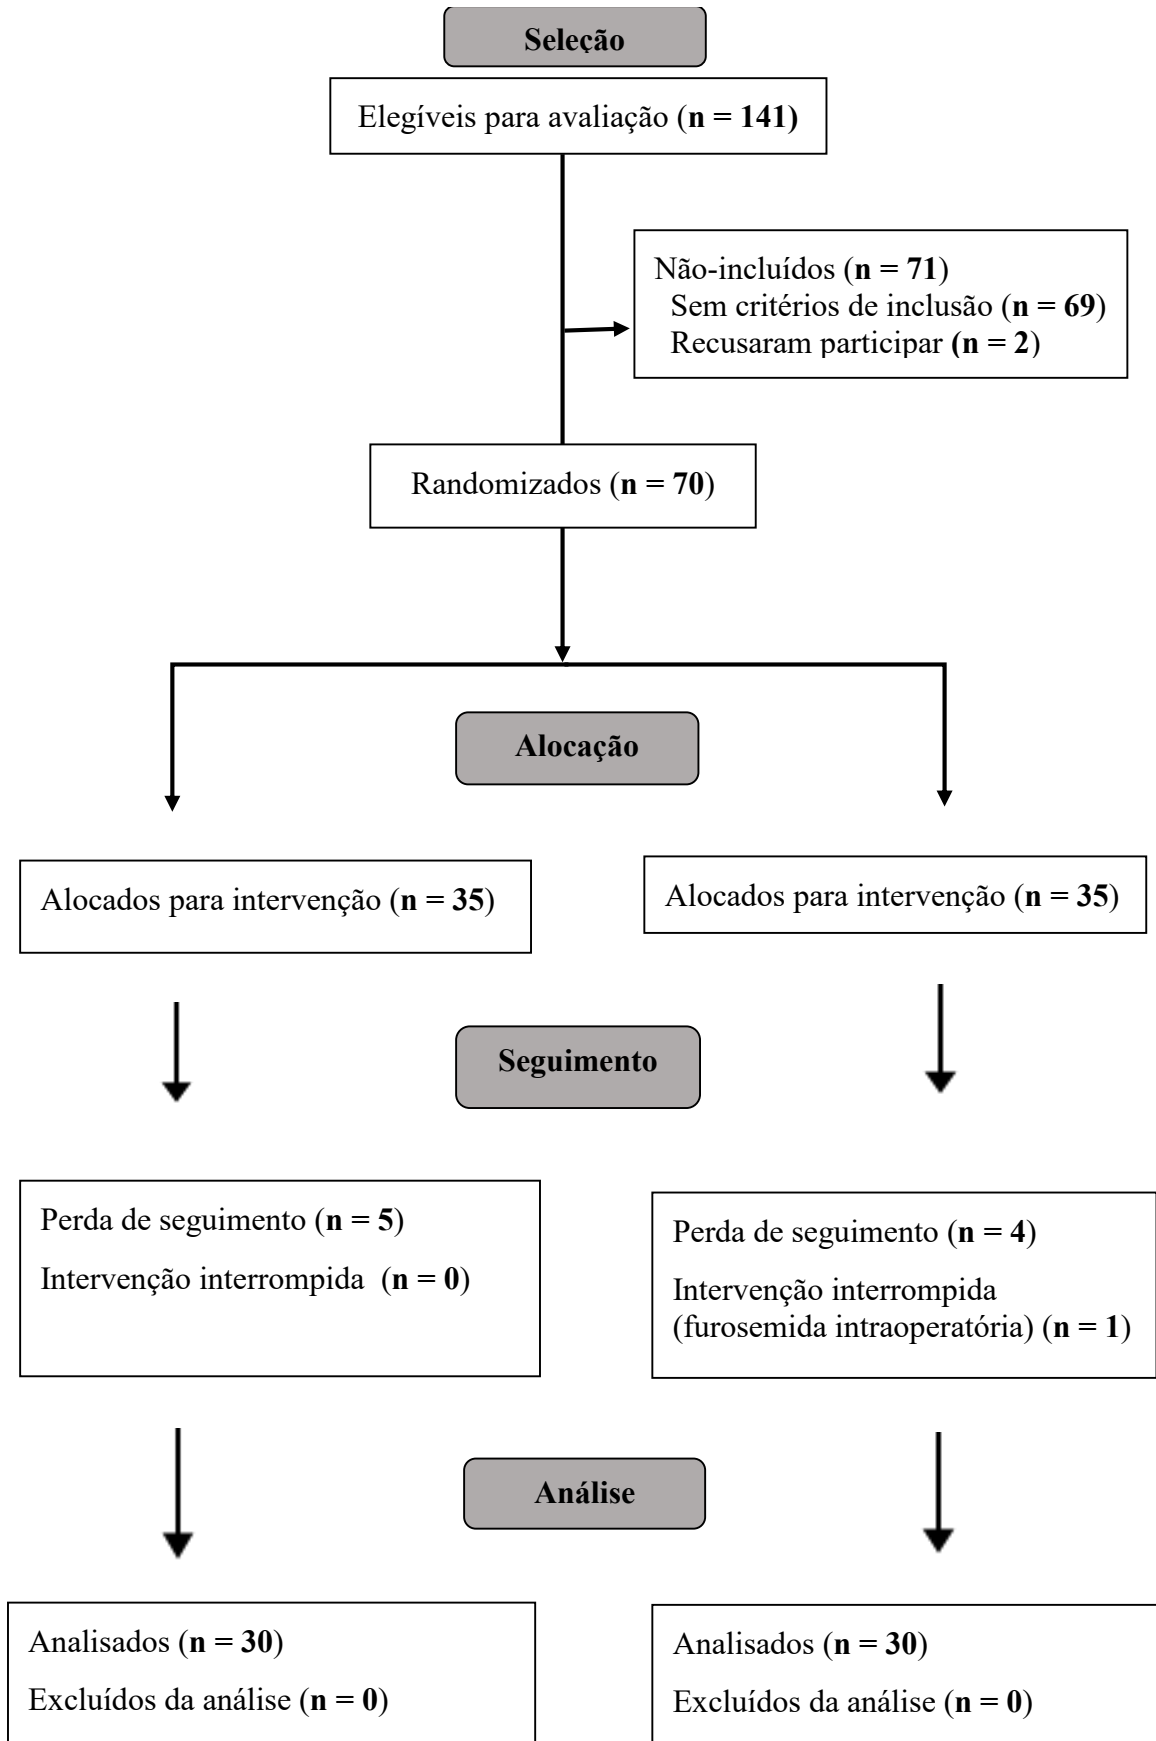 Seleção
Elegíveis para avaliação (n = 141)
Não-incluídos (n = 71)
Sem critérios de inclusão (n = 69)
Recusaram participar (n = 2)
Randomizados (n = 70)
Alocação
Alocados para intervenção (n = 35)
Alocados para intervenção (n = 35)
Seguimento
Perda de seguimento (n = 5)
Intervenção interrompida (n = 0)
Perda de seguimento (n = 4)
Intervenção interrompida
(furosemida intraoperatória) (n = 1)
Análise
Analisados (n = 30)
Excluídos da análise (n = 0)
Analisados (n = 30)
Excluídos da análise (n = 0)